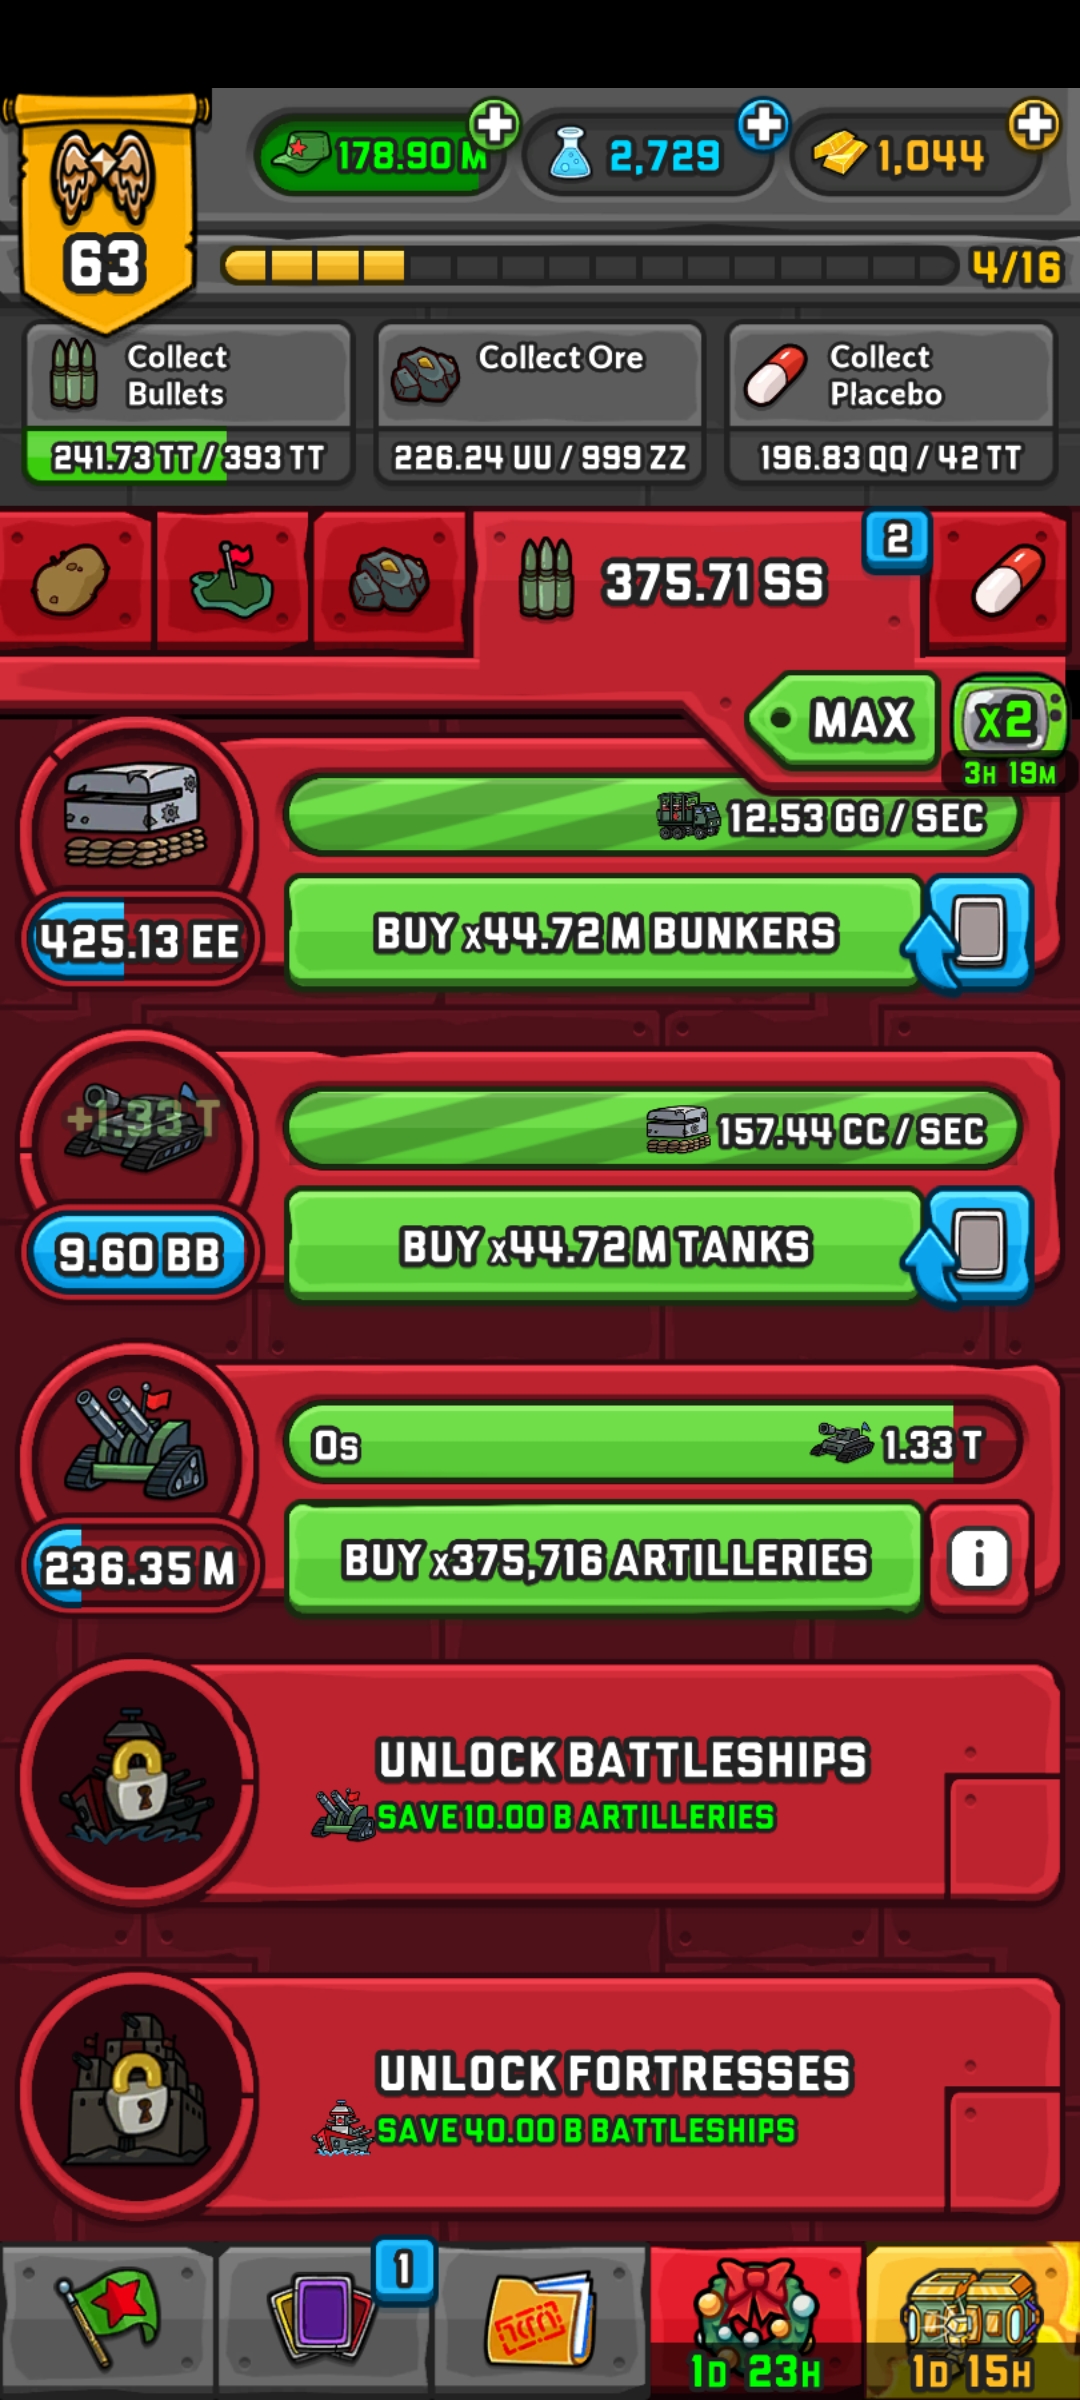 178.90 M
2,729
1,044
63
4/16
Collect
Bullets
241.73 TT / 393 TT
Collect Ore
226.24 UU / 999 ZZ
Collect
Placebo
196.83 QQ / 42 TT
375.71 SS
2
MAX
x2
3H 19M
12.53 GG / SEC
425.13 EE
BUY x44.72 M BUNKERS
+1.33 T
157.44 CC / SEC
9.60 BB
BUY x44.72 M TANKS
0s
1.33 T
236.35 M
BUY x375,716 ARTILLERIES
i
UNLOCK BATTLESHIPS
SAVE 10.00 B ARTILLERIES
UNLOCK FORTRESSES
SAVE 40.00 B BATTLESHIPS
1
1D 23H
1D 15H